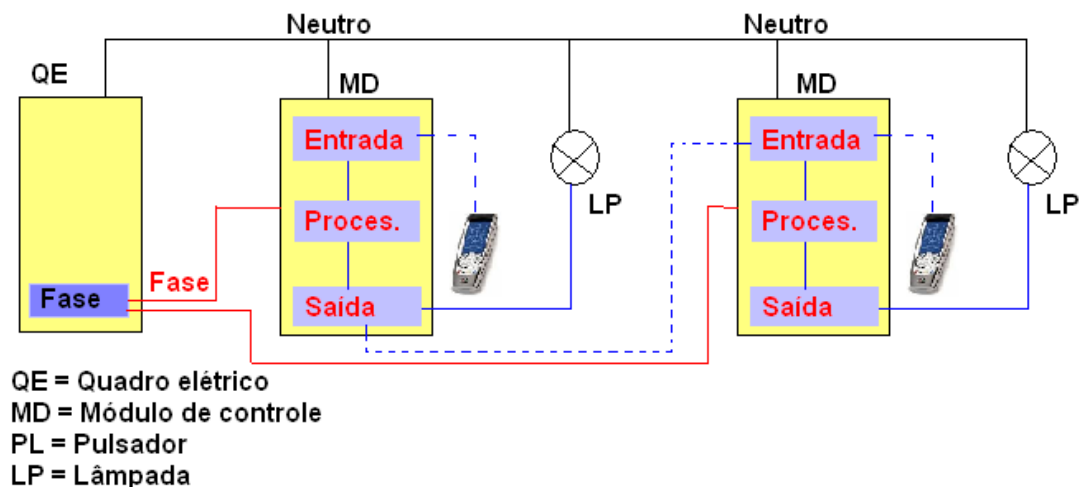 Neutro Neutro
QE MD MD
Entrada Entrada
LP LP
Proces. Proces.
Fase
Fase Saída Saída
QE = Quadro elétrico
MD = Módulo de controle
PL = Pulsador
LP = Lâmpada